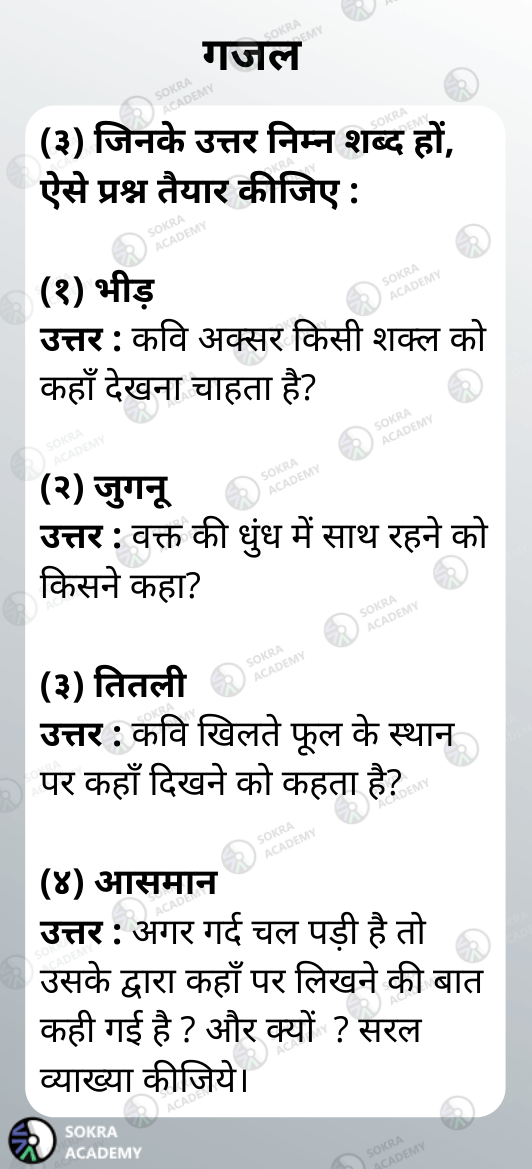 गजल
(३) जिनके उत्तर निम्न शब्द हों,
ऐसे प्रश्न तैयार कीजिए :
(१) भीड़
उत्तर : कवि अक्सर किसी शक्ल को
कहाँ देखना चाहता है?
(२) जुगनू
उत्तर : वक्त की धुंध में साथ रहने को
किसने कहा?
(३) तितली
उत्तर : कवि खिलते फूल के स्थान
पर कहाँ दिखने को कहता है?
(४) आसमान
उत्तर : अगर गर्द चल पड़ी है तो
उसके द्वारा कहाँ पर लिखने की बात
कही गई है ? और क्यों ? सरल
व्याख्या कीजिये।
SOKRA
ACADEMY